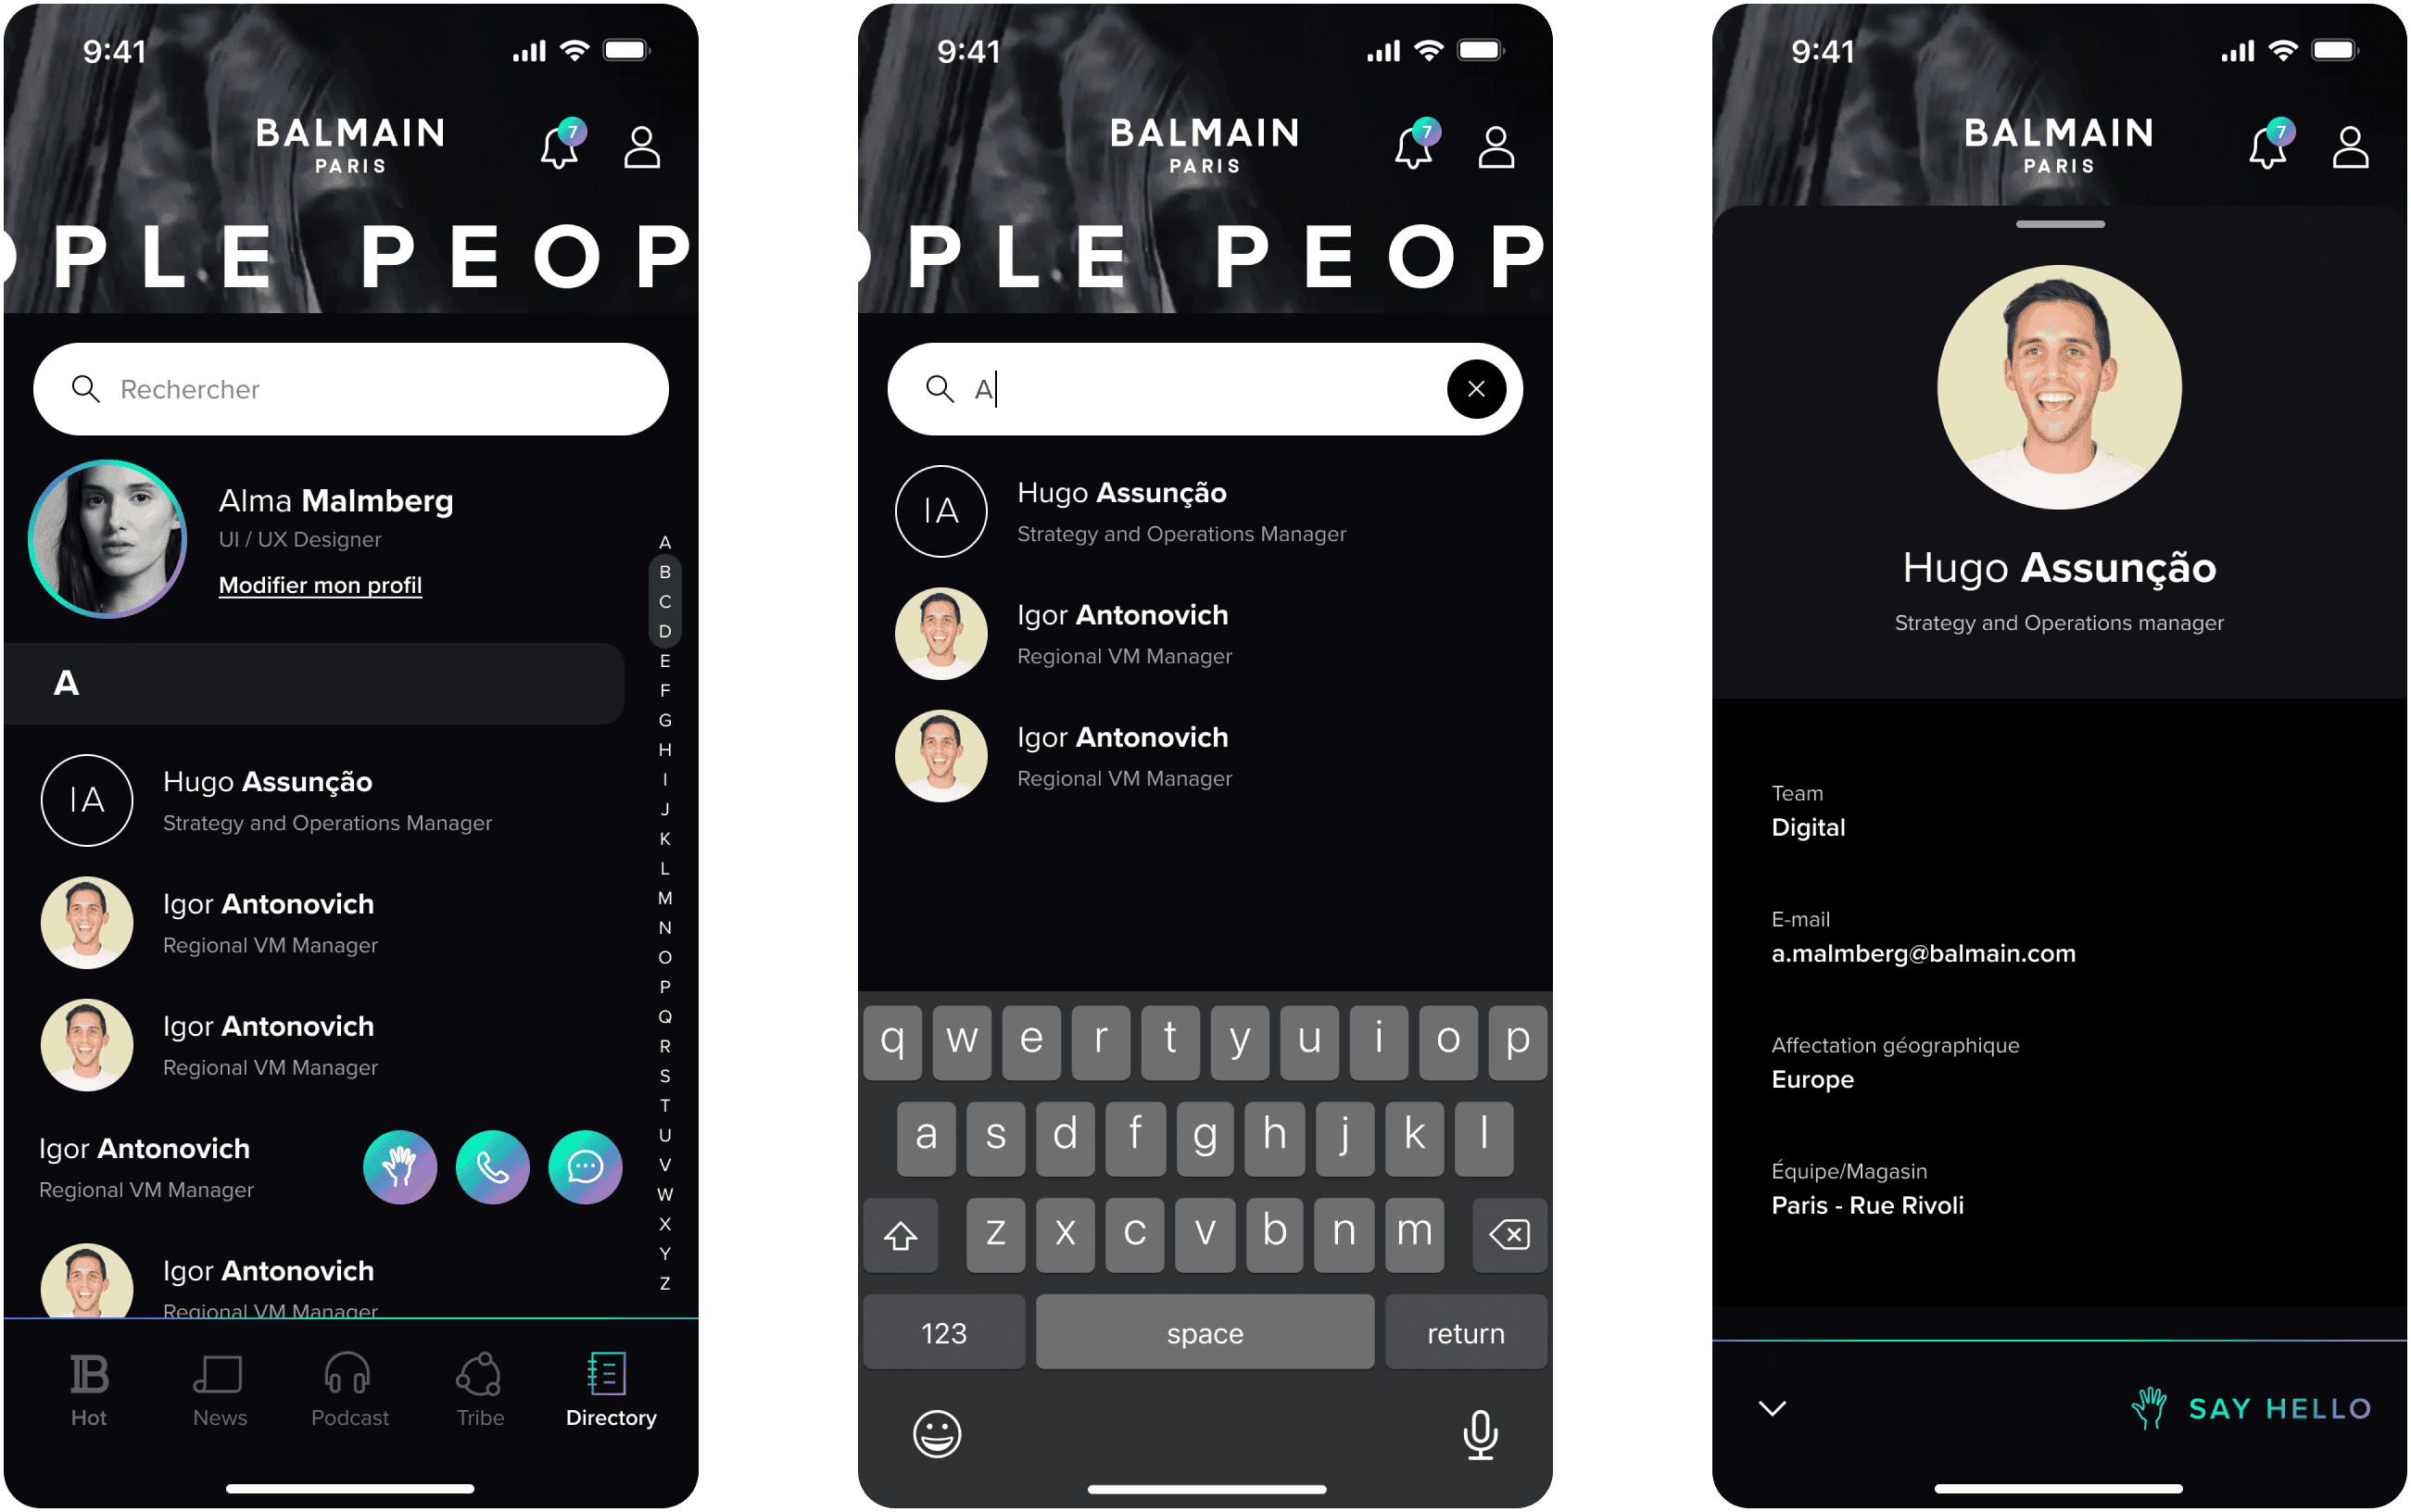 9:41
BALMAIN
PARIS
7
OPLE PEOP
Rechercher
Alma Malmberg
UI / UX Designer
Modifier mon profil
A
IA
Hugo Assunção
Strategy and Operations Manager
Igor Antonovich
Regional VM Manager
Igor Antonovich
Regional VM Manager
Igor Antonovich
Regional VM Manager
Igor Antonovich
Regional VM Manager
A
B
C
D
E
F
G
H
I
J
K
L
M
N
O
P
Q
R
S
T
U
V
W
X
Y
Z
B
Hot
News
Podcast
Tribe
Directory
9:41
BALMAIN
PARIS
7
OPLE PEOP
A
IA
Hugo Assunção
Strategy and Operations Manager
Igor Antonovich
Regional VM Manager
Igor Antonovich
Regional VM Manager
q w e r t y u i o p
a s d f g h j k l
z x c v b n m
123 space return
9:41
BALMAIN
PARIS
7
Hugo Assunção
Strategy and Operations manager
Team
Digital
E-mail
a.malmberg@balmain.com
Affectation géographique
Europe
Équipe/Magasin
Paris - Rue Rivoli
SAY HELLO